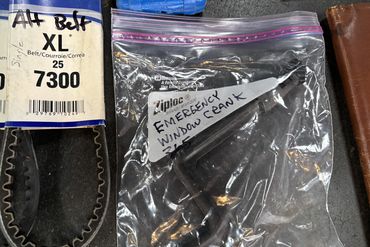 Alt Belt
XL
Belt/Courroie/Correa
25
7300
Ziploc
EMERGENCY
WINDOW CRANK